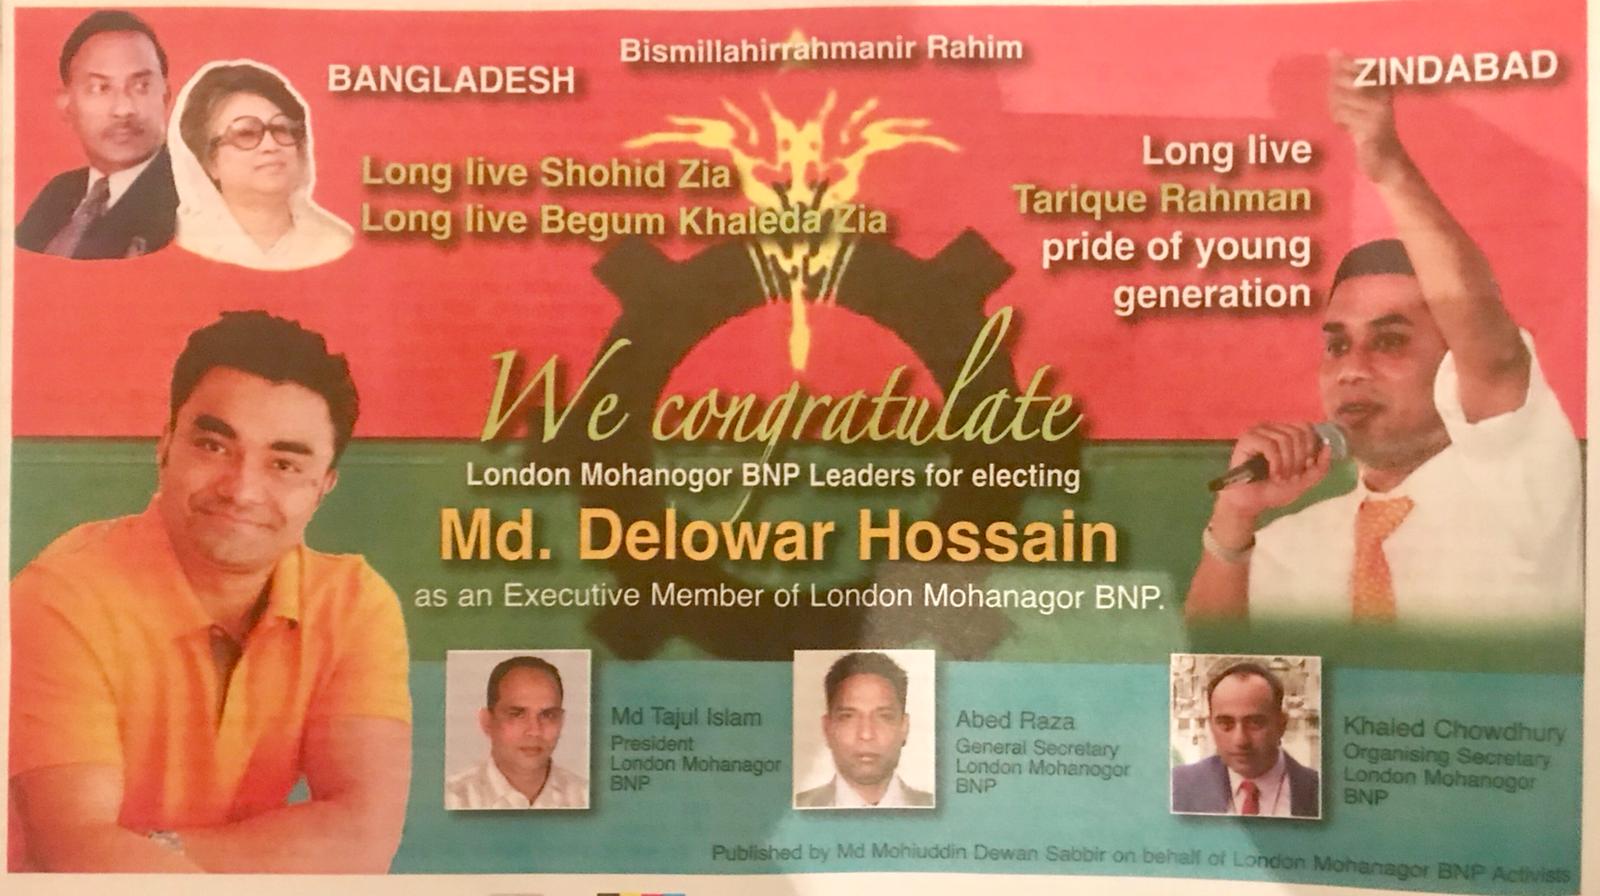 Bismillahirrahmanir Rahim
BANGLADESH
ZINDABAD
Long live Shohid Zia
Long live Begum Khaleda Zia
Long live
Tarique Rahman
pride of young
generation
We congratulate
London Mohanogor BNP Leaders for electing
Md. Delowar Hossain
as an Executive Member of London Mohanagor BNP.
Md Tajul Islam
President
London Mohanagor
BNP
Abed Raza
General Secretary
London Mohanogor
BNP
Khaled Chowdhury
Organising Secretary
London Mohanogor
BNP
Published by Md Mohiuddin Dewan Sabbir on behalf of London Mohanagor BNP Activists